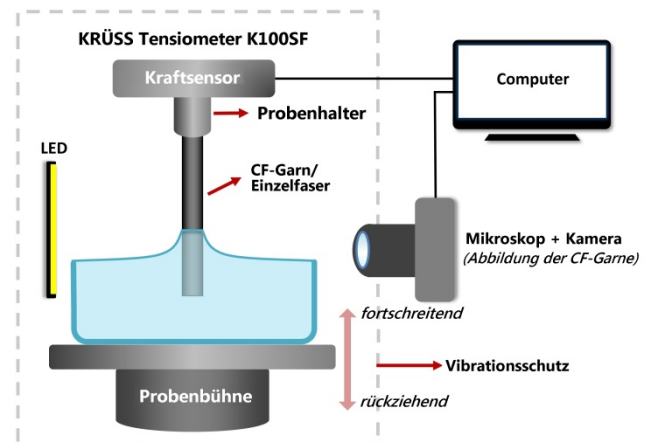 KRÜSS Tensiometer K100SF
Kraftsensor
Computer
Probenhalter
LED
CF-Garn/
Einzelfaser
Mikroskop + Kamera
(Abbildung der CF-Garne)
fortschreitend
Vibrationsschutz
Probenbühne
rückziehend